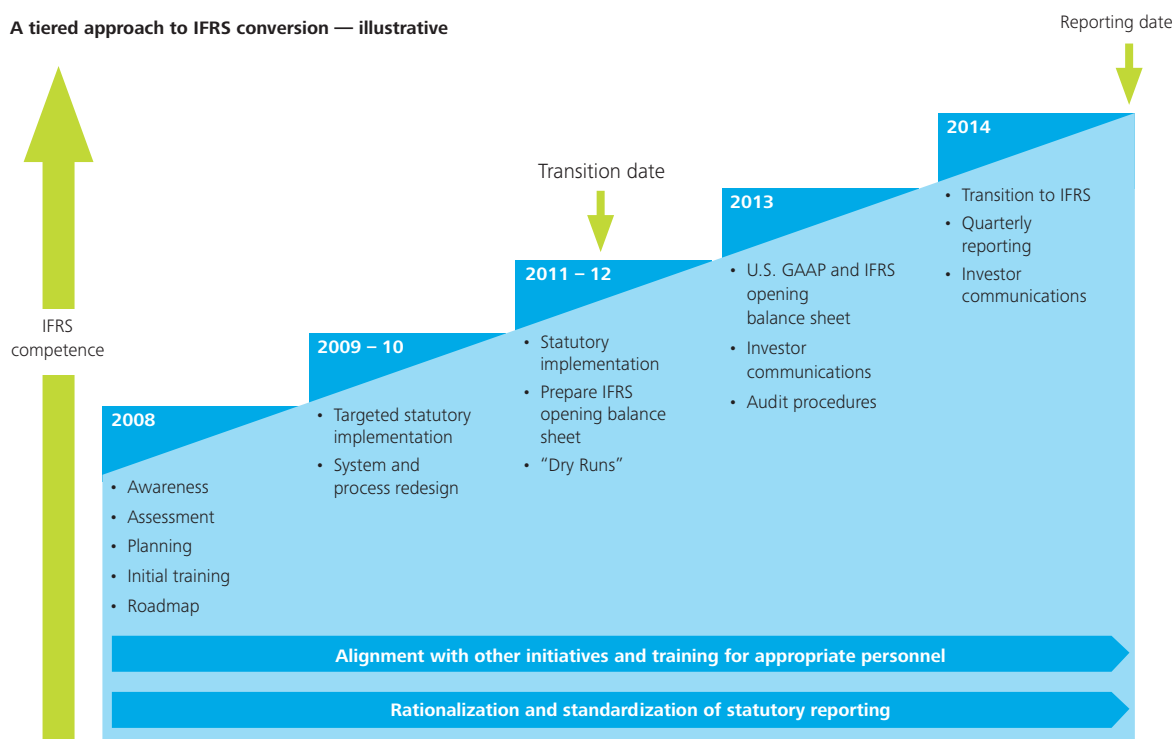 A tiered approach to IFRS conversion — illustrative
Reporting date
Transition date
IFRS
competence
2008
• Awareness
• Assessment
• Planning
• Initial training
• Roadmap
2009 – 10
• Targeted statutory
implementation
• System and
process redesign
2011 – 12
• Statutory
implementation
• Prepare IFRS
opening balance
sheet
• “Dry Runs”
2013
• U.S. GAAP and IFRS
opening
balance sheet
• Investor
communications
• Audit procedures
2014
• Transition to IFRS
• Quarterly
reporting
• Investor
communications
Alignment with other initiatives and training for appropriate personnel
Rationalization and standardization of statutory reporting